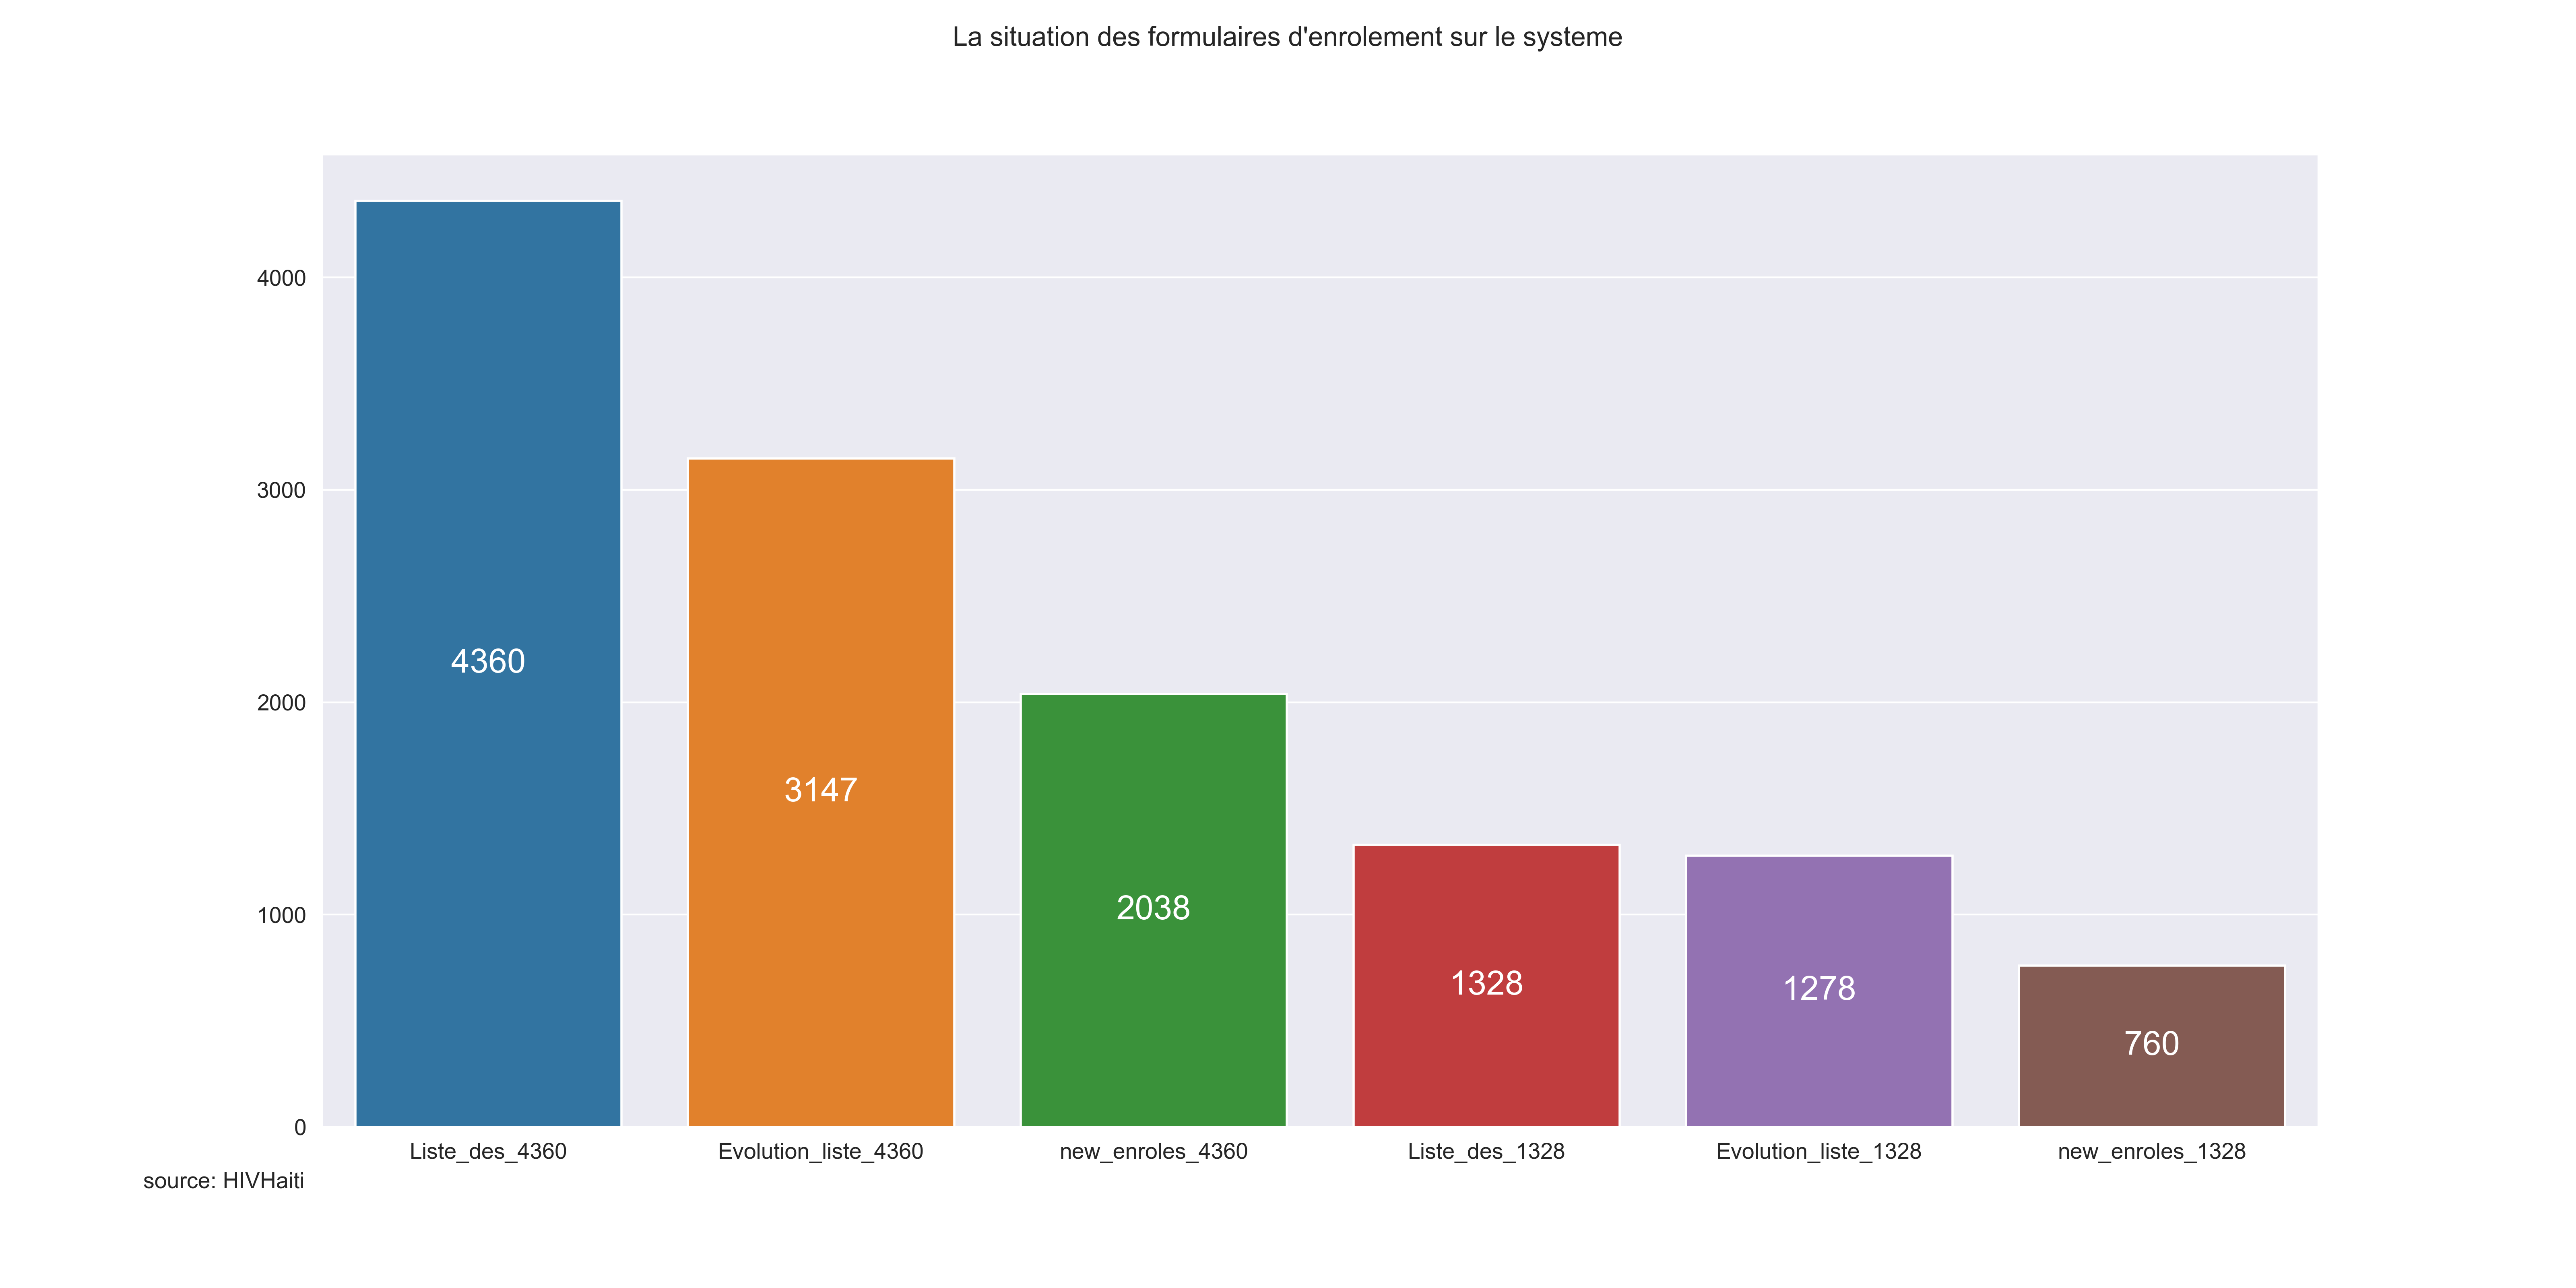 La situation des formulaires d'enrolement sur le systeme
4000
3000
2000
1000
0
4360
3147
2038
1328
1278
760
Liste_des_4360
Evolution_liste_4360
new_enroles_4360
Liste_des_1328
Evolution_liste_1328
new_enroles_1328
source: HIVHaiti